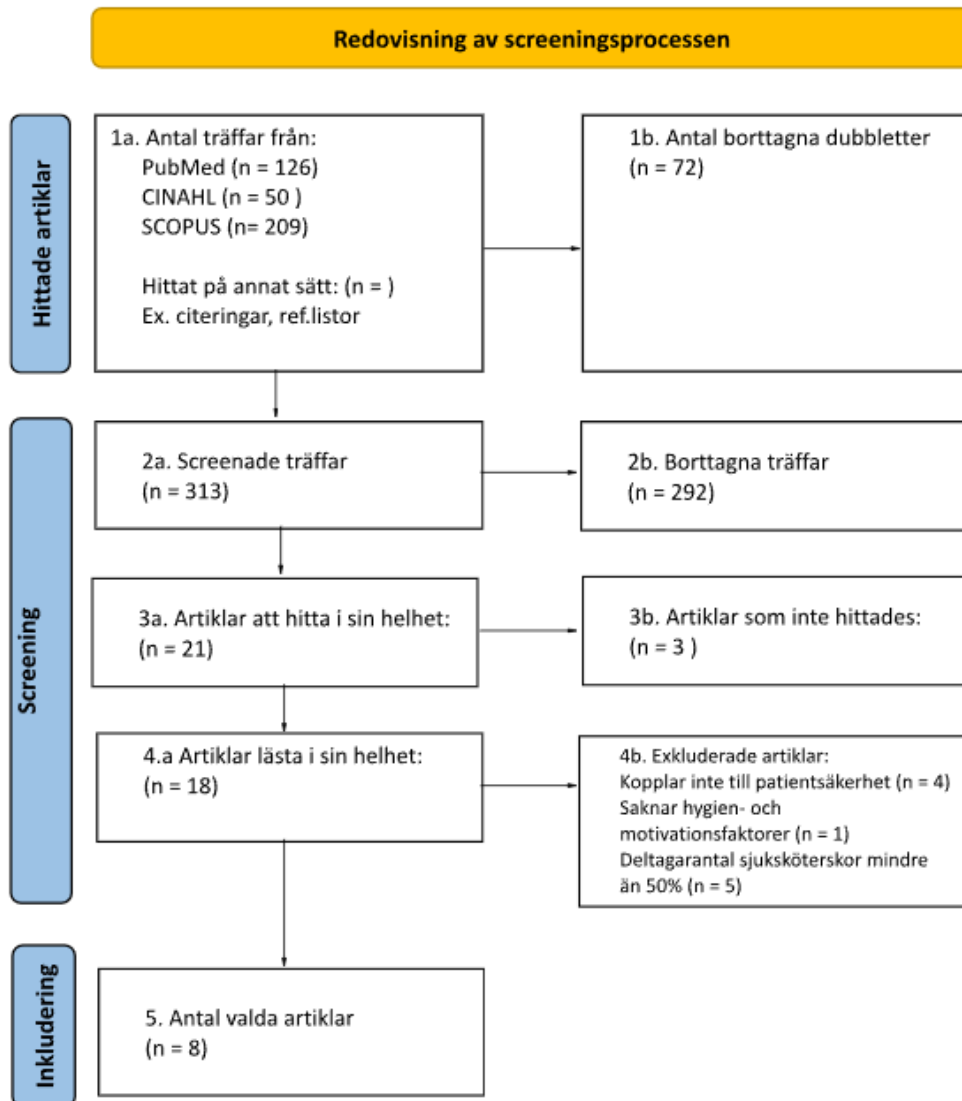 Redovisning av screeningsprocessen
Hittade artiklar
1a. Antal träffar från:
PubMed (n = 126)
CINAHL (n = 50 )
SCOPUS (n= 209)
Hittat på annat sätt: (n = )
Ex. citeringar, ref.listor
1b. Antal borttagna dubbletter
(n = 72)
Screening
2a. Screenade träffar
(n = 313)
2b. Borttagna träffar
(n = 292)
3a. Artiklar att hitta i sin helhet:
(n = 21)
3b. Artiklar som inte hittades:
(n = 3 )
4.a Artiklar lästa i sin helhet:
(n = 18)
4b. Exkluderade artiklar:
Kopplar inte till patientsäkerhet (n = 4)
Saknar hygien- och
motivationsfaktorer (n = 1)
Deltagarantal sjuksköterskor mindre
än 50% (n = 5)
Inkludering
5. Antal valda artiklar
(n = 8)